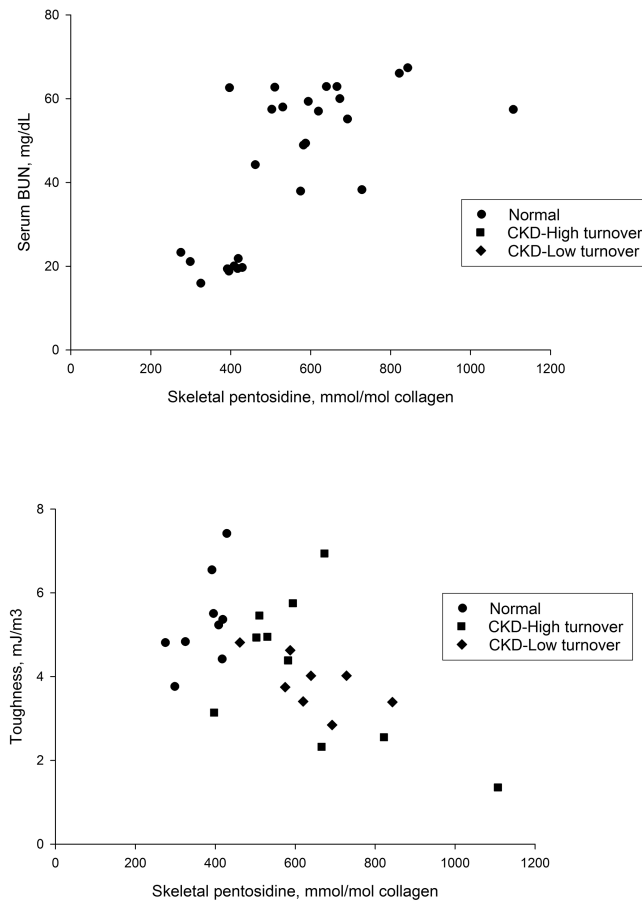 80
60
40
20
0
Serum BUN, mg/dL
Normal
CKD-High turnover
CKD-Low turnover
0 200 400 600 800 1000 1200
Skeletal pentosidine, mmol/mol collagen
8
6
4
2
0
Toughness, mJ/m3
Normal
CKD-High turnover
CKD-Low turnover
0 200 400 600 800 1000 1200
Skeletal pentosidine, mmol/mol collagen